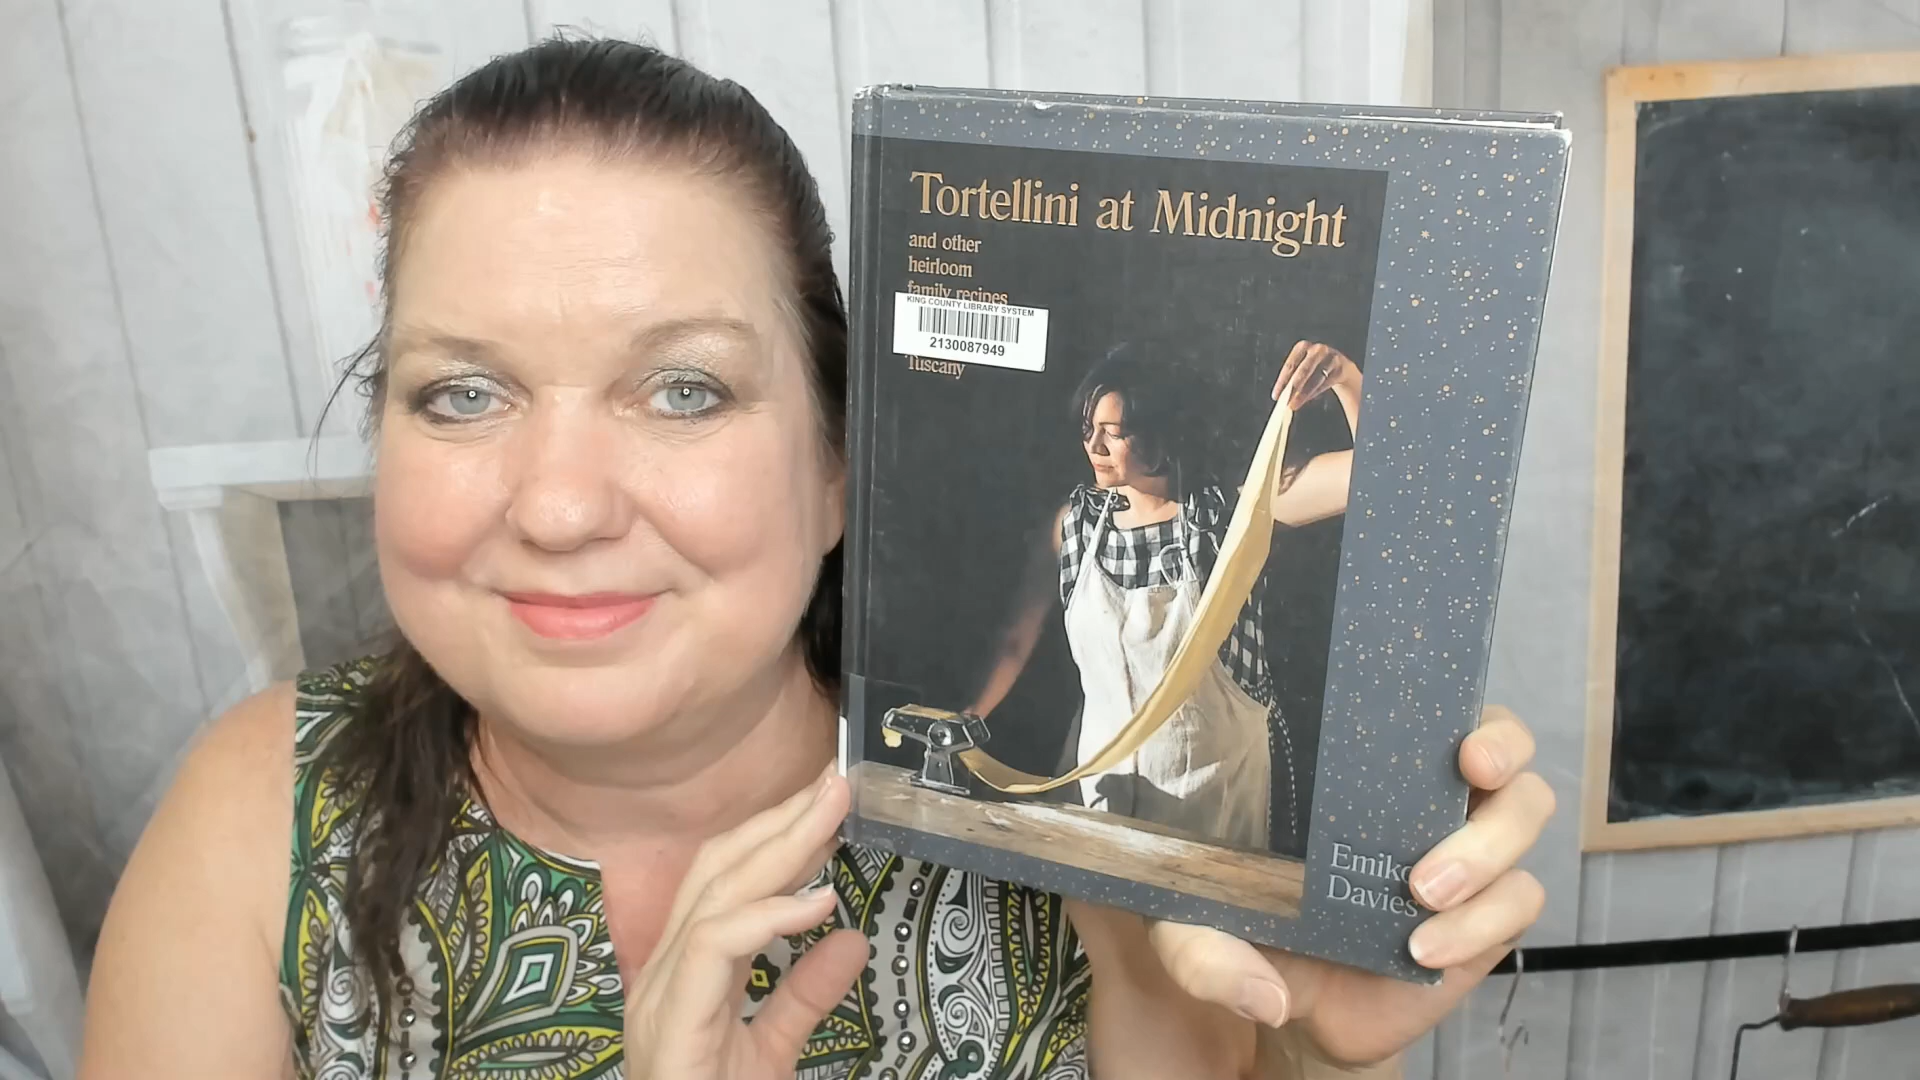 Tortellini at Midnight
and other
heirloom
family recipes
KING COUNTY LIBRARY SYSTEM
2130087949
Tuscany
Emiko
Davies